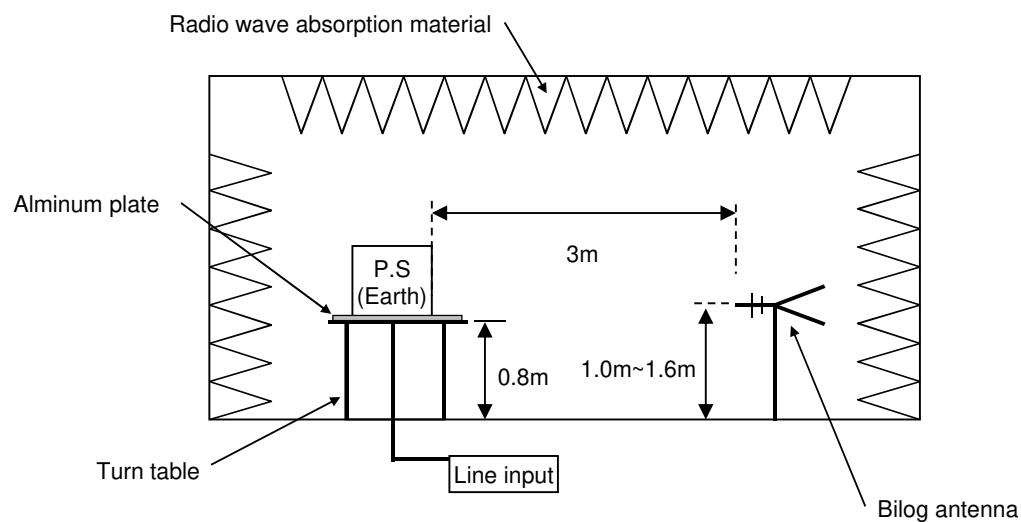 Radio wave absorption material
Alminum plate
P.S
(Earth)
3m
0.8m
1.0m~1.6m
Turn table
Line input
Bilog antenna